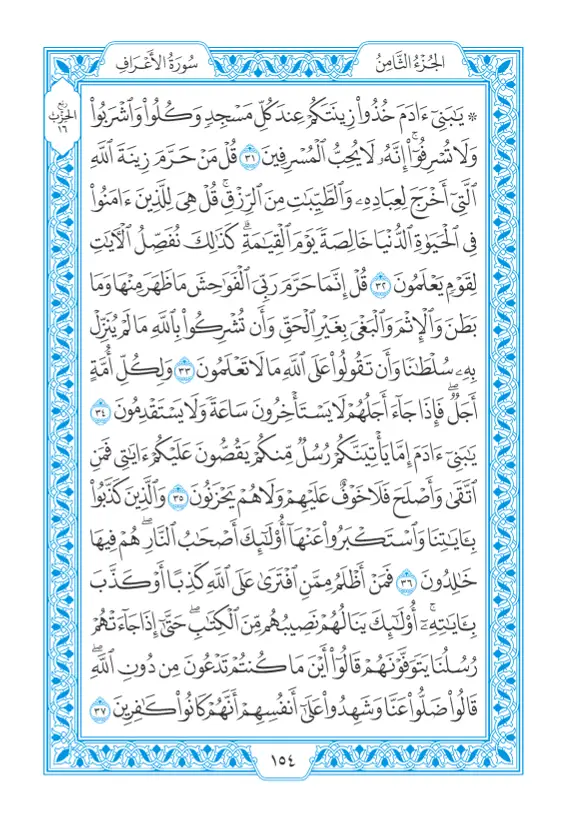 الجُزْءُ الثَّامِنُ
سُورَةُ الأَعْرَافِ
رُبع الحِزْب ١٦
۞ يَٰبَنِيٓ ءَادَمَ خُذُوا۟ زِينَتَكُمْ عِندَ كُلِّ مَسْجِدٍ وَكُلُوا۟ وَٱشْرَبُوا۟
وَلَا تُسْرِفُوٓا۟ۚ إِنَّهُۥ لَا يُحِبُّ ٱلْمُسْرِفِينَ ٣١ قُلْ مَنْ حَرَّمَ زِينَةَ ٱللَّهِ
ٱلَّتِيٓ أَخْرَجَ لِعِبَادِهِۦ وَٱلطَّيِّبَٰتِ مِنَ ٱلرِّزْقِۚ قُلْ هِىَ لِلَّذِينَ ءَامَنُوا۟
فِى ٱلْحَيَوٰةِ ٱلدُّنْيَا خَالِصَةً يَوْمَ ٱلْقِيَٰمَةِۗ كَذَٰلِكَ نُفَصِّلُ ٱلْءَايَٰتِ
لِقَوْمٍ يَعْلَمُونَ ٣٢ قُلْ إِنَّمَا حَرَّمَ رَبِّىَ ٱلْفَوَٰحِشَ مَا ظَهَرَ مِنْهَا وَمَا
بَطَنَ وَٱلْإِثْمَ وَٱلْبَغْىَ بِغَيْرِ ٱلْحَقِّ وَأَن تُشْرِكُوا۟ بِٱللَّهِ مَا لَمْ يُنَزِّلْ
بِهِۦ سُلْطَٰنًا وَأَن تَقُولُوا۟ عَلَى ٱللَّهِ مَا لَا تَعْلَمُونَ ٣٣ وَلِكُلِّ أُمَّةٍ
أَجَلٌۖ فَإِذَا جَآءَ أَجَلُهُمْ لَا يَسْتَأْخِرُونَ سَاعَةً وَلَا يَسْتَقْدِمُونَ ٣٤
يَٰبَنِيٓ ءَادَمَ إِمَّا يَأْتِيَنَّكُمْ رُسُلٌ مِّنكُمْ يَقُصُّونَ عَلَيْكُمْ ءَايَٰتِى فَمَنِ
ٱتَّقَىٰ وَأَصْلَحَ فَلَا خَوْفٌ عَلَيْهِمْ وَلَا هُمْ يَحْزَنُونَ ٣٥ وَٱلَّذِينَ كَذَّبُوا۟
بِـَٔايَٰتِنَا وَٱسْتَكْبَرُوا۟ عَنْهَآ أُو۟لَٰٓئِكَ أَصْحَٰبُ ٱلنَّارِۖ هُمْ فِيهَا
خَٰلِدُونَ ٣٦ فَمَنْ أَظْلَمُ مِمَّنِ ٱفْتَرَىٰ عَلَى ٱللَّهِ كَذِبًا أَوْ كَذَّبَ
بِـَٔايَٰتِهِۦٓۚ أُو۟لَٰٓئِكَ يَنَالُهُمْ نَصِيبُهُم مِّنَ ٱلْكِتَٰبِۖ حَتَّىٰٓ إِذَا جَآءَتْهُمْ
رُسُلُنَا يَتَوَفَّوْنَهُمْ قَالُوٓا۟ أَيْنَ مَا كُنتُمْ تَدْعُونَ مِن دُونِ ٱللَّهِۖ
قَالُوا۟ ضَلُّوا۟ عَنَّا وَشَهِدُوا۟ عَلَىٰٓ أَنفُسِهِمْ أَنَّهُمْ كَانُوا۟ كَٰفِرِينَ ٣٧
١٥٤